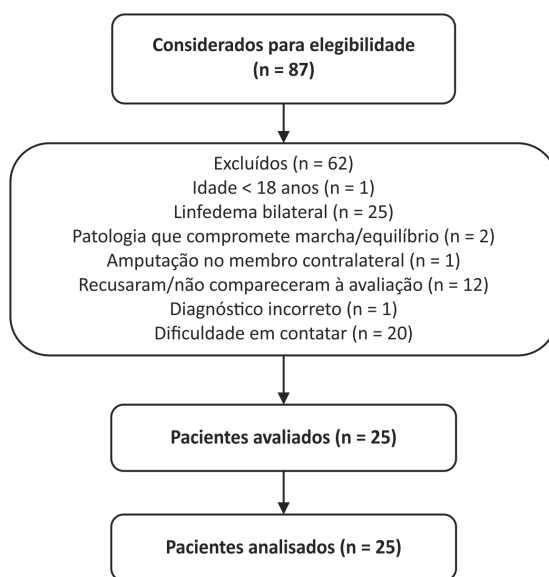 Considerados para elegibilidade
(n = 87)
Excluídos (n = 62)
Idade < 18 anos (n = 1)
Linfedema bilateral (n = 25)
Patologia que compromete marcha/equilíbrio (n = 2)
Amputação no membro contralateral (n = 1)
Recusaram/não compareceram à avaliação (n = 12)
Diagnóstico incorreto (n = 1)
Dificuldade em contatar (n = 20)
Pacientes avaliados (n = 25)
Pacientes analisados (n = 25)